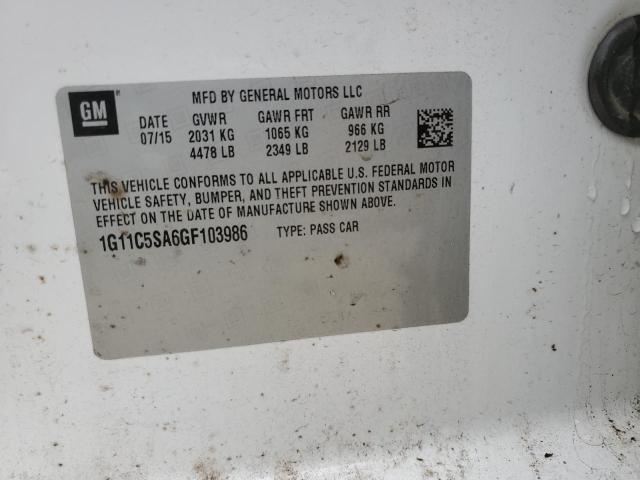 GM
MFD BY GENERAL MOTORS LLC
DATE GVWR GAWR FRT GAWR RR
07/15 2031 KG 1065 KG 966 KG
4478 LB 2349 LB 2129 LB
THIS VEHICLE CONFORMS TO ALL APPLICABLE U.S. FEDERAL MOTOR
VEHICLE SAFETY, BUMPER, AND THEFT PREVENTION STANDARDS IN
EFFECT ON THE DATE OF MANUFACTURE SHOWN ABOVE.
1G11C5SA6GF103986 TYPE: PASS CAR